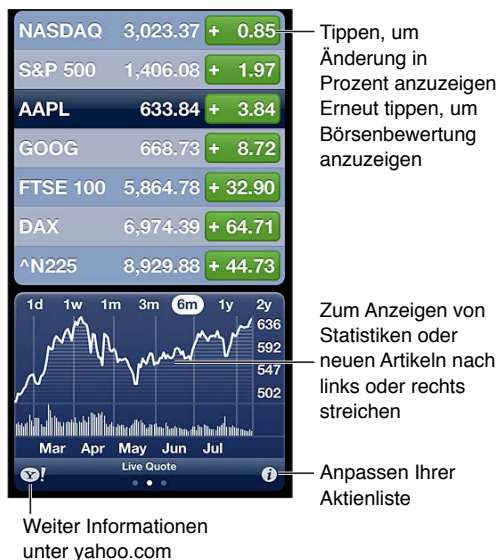 NASDAQ 3,023.37 + 0.85
S&P 500 1,406.08 + 1.97
AAPL 633.84 + 3.84
GOOG 668.73 + 8.72
FTSE 100 5,864.78 + 32.90
DAX 6,974.39 + 64.71
^N225 8,929.88 + 44.73
1d 1w 1m 3m 6m 1y 2y
636
592
547
502
Mar Apr May Jun Jul
Live Quote
Y!
i
Tippen, um
Änderung in
Prozent anzuzeigen
Erneut tippen, um
Börsenbewertung
anzuzeigen
Zum Anzeigen von
Statistiken oder
neuen Artikeln nach
links oder rechts
streichen
Anpassen Ihrer
Aktienliste
Weiter Informationen
unter yahoo.com